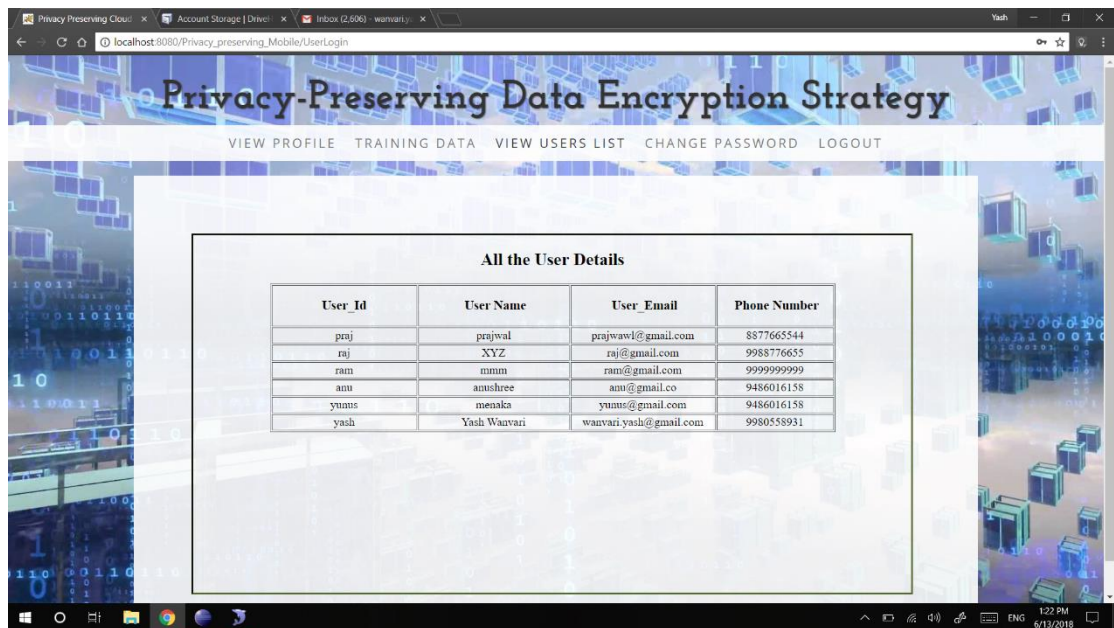 Privacy Preserving Cloud
Account Storage | Drive
Inbox (2,606) - wanvari.y
Yash
localhost:8080/Privacy_preserving_Mobile/UserLogin
Privacy-Preserving Data Encryption Strategy
VIEW PROFILE TRAINING DATA VIEW USERS LIST CHANGE PASSWORD LOGOUT
All the User Details
User_Id User Name User_Email Phone Number
praj prajwal prajwawl@gmail.com 8877665544
raj XYZ raj@gmail.com 9988776655
ram mmm ram@gmail.com 9999999999
anu anushree anu@gmail.co 9486016158
yunus menaka yunus@gmail.com 9486016158
yash Yash Wanvari wanvari.yash@gmail.com 9980558931
ENG
1:22 PM
6/13/2018